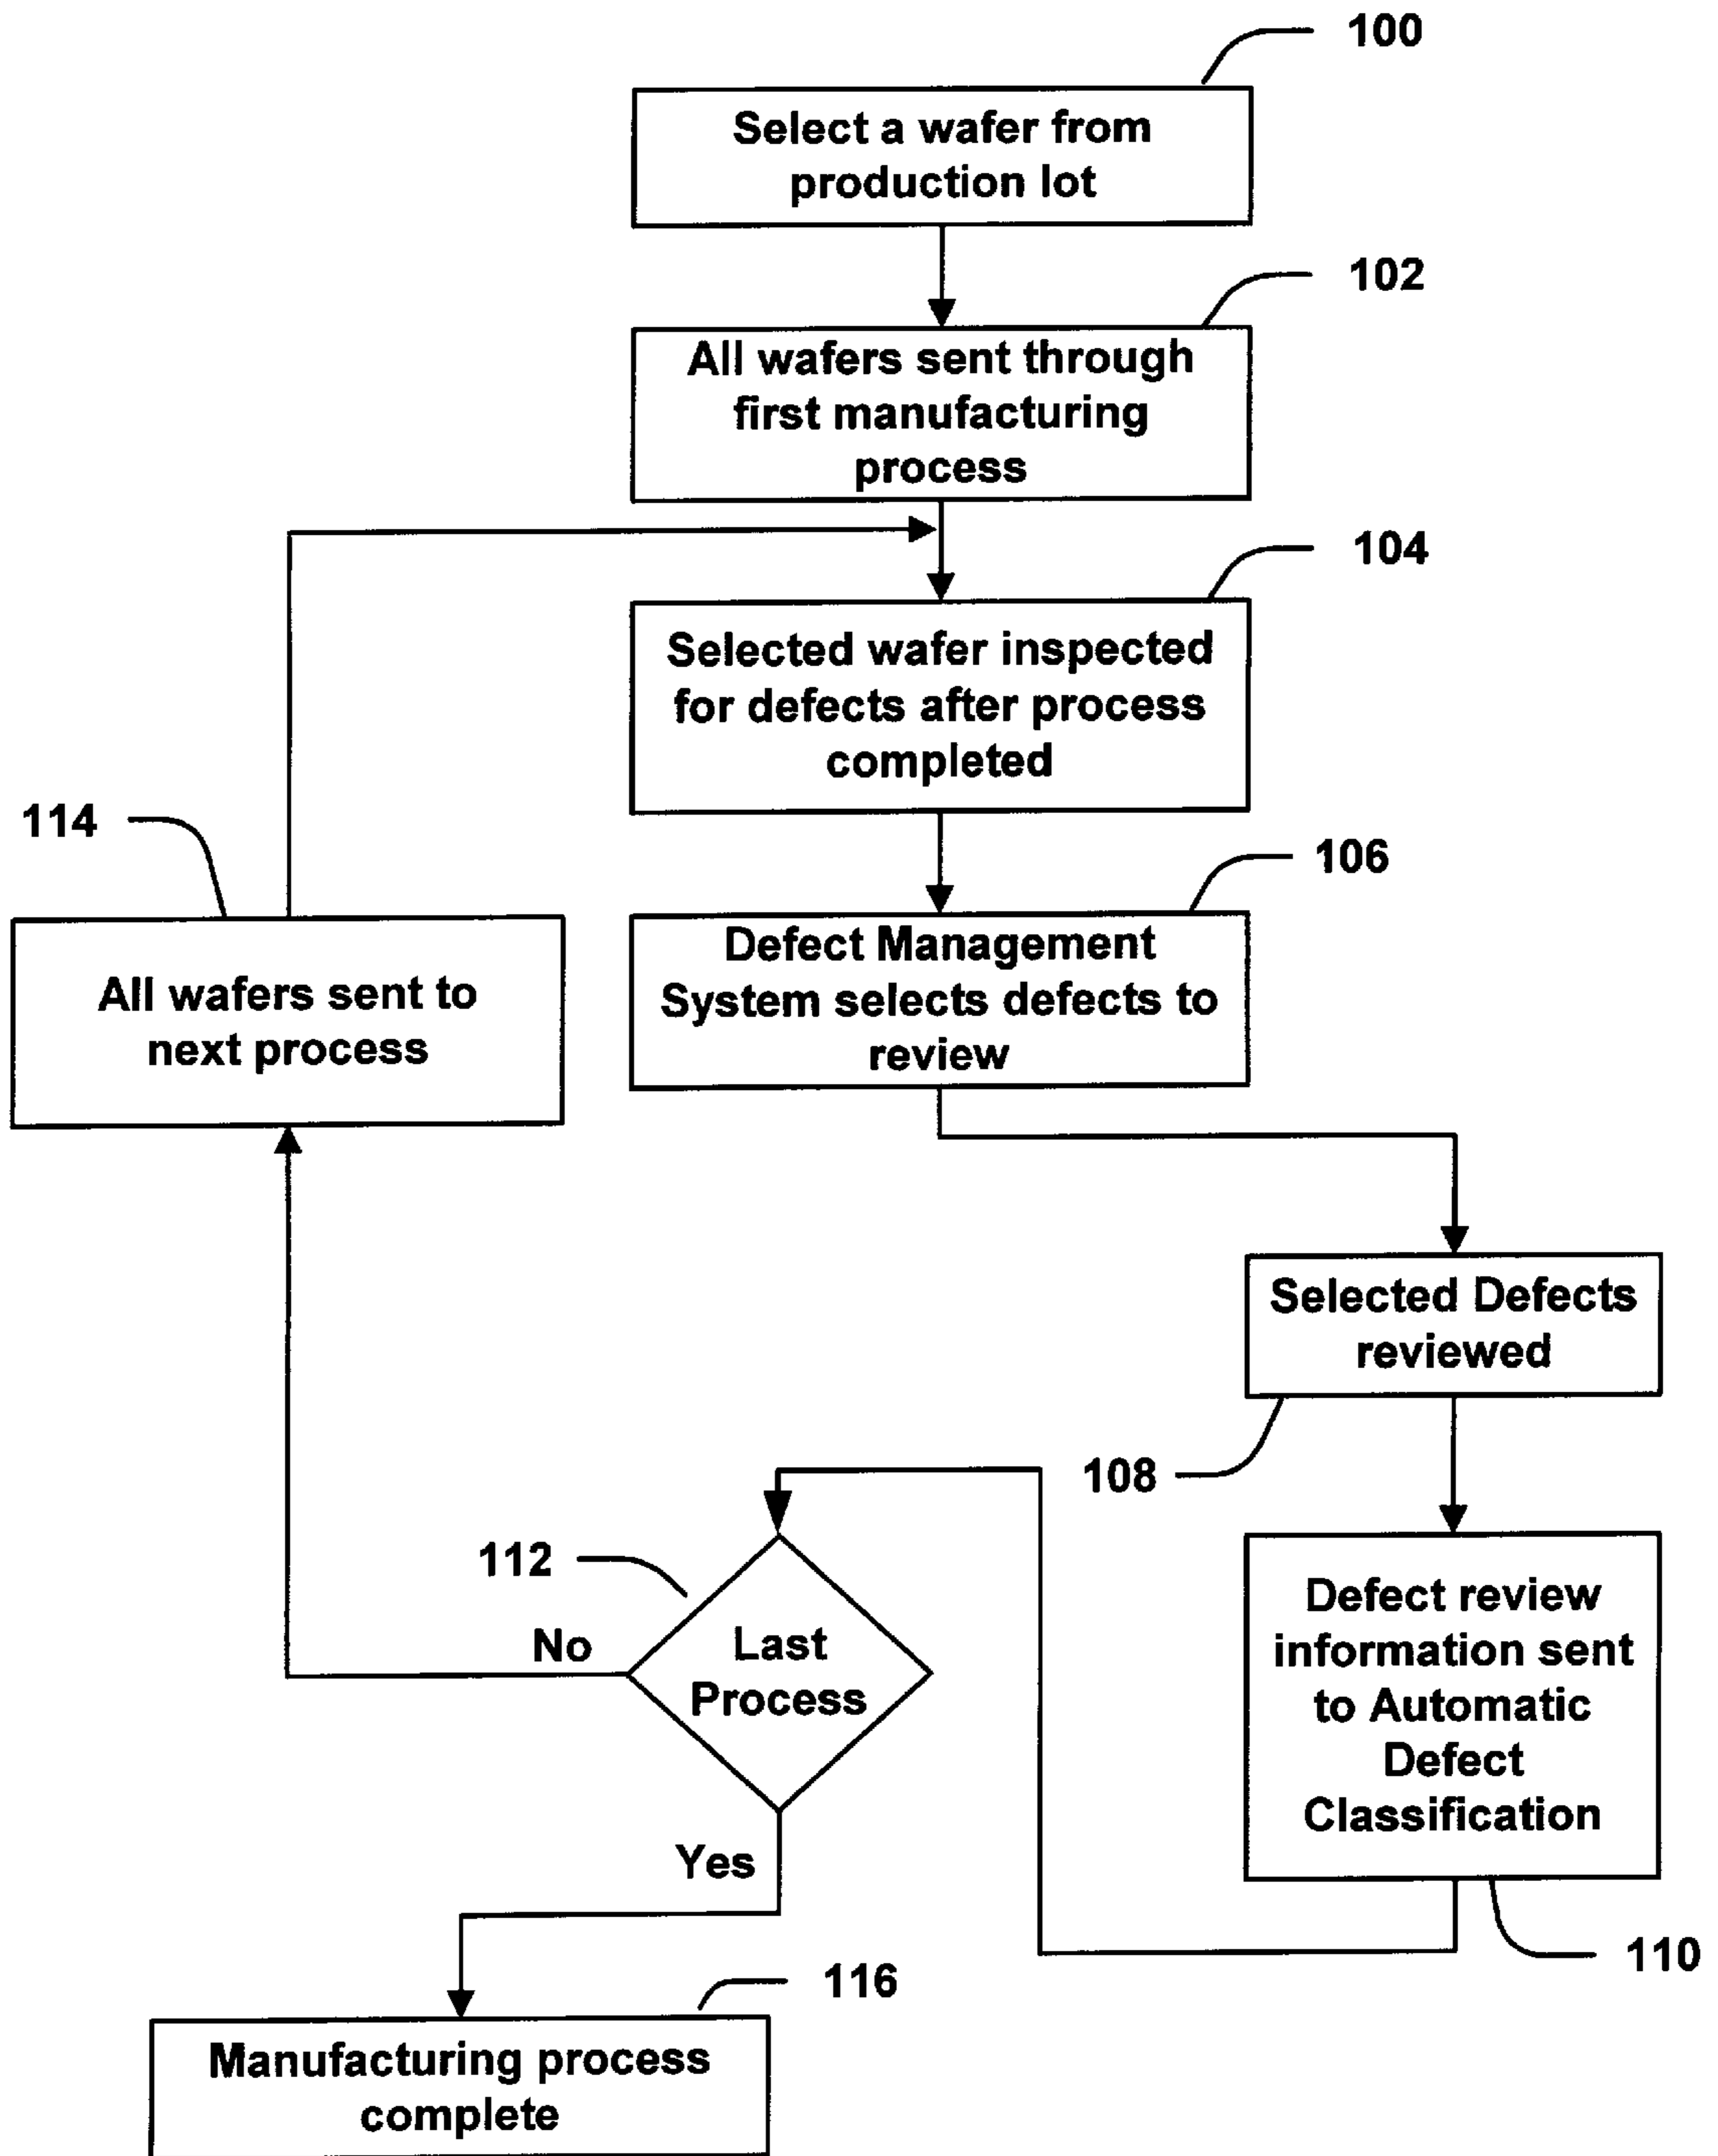 100
Select a wafer from
production lot
102
All wafers sent through
first manufacturing
process
104
Selected wafer inspected
for defects after process
completed
114
106
All wafers sent to
next process
Defect Management
System selects defects to
review
Selected Defects
reviewed
108
112
No
Last
Process
Defect review
information sent
to Automatic
Defect
Classification
Yes
110
116
Manufacturing process
complete